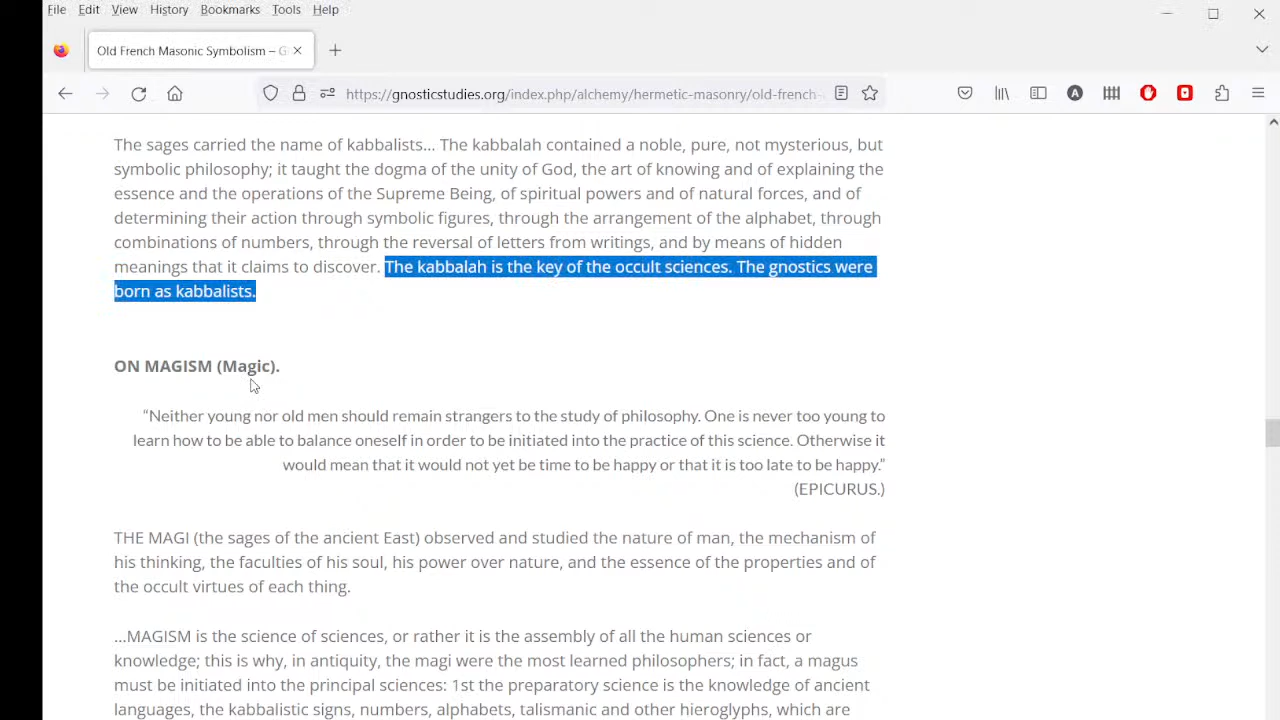 File Edit View History Bookmarks Tools Help
Old French Masonic Symbolism – G
https://gnosticstudies.org/index.php/alchemy/hermetic-masonry/old-french-
The sages carried the name of kabbalists... The kabbalah contained a noble, pure, not mysterious, but
symbolic philosophy; it taught the dogma of the unity of God, the art of knowing and of explaining the
essence and the operations of the Supreme Being, of spiritual powers and of natural forces, and of
determining their action through symbolic figures, through the arrangement of the alphabet, through
combinations of numbers, through the reversal of letters from writings, and by means of hidden
meanings that it claims to discover. The kabbalah is the key of the occult sciences. The gnostics were
born as kabbalists.
ON MAGISM (Magic).
“Neither young nor old men should remain strangers to the study of philosophy. One is never too young to
learn how to be able to balance oneself in order to be initiated into the practice of this science. Otherwise it
would mean that it would not yet be time to be happy or that it is too late to be happy.”
(EPICURUS.)
THE MAGI (the sages of the ancient East) observed and studied the nature of man, the mechanism of
his thinking, the faculties of his soul, his power over nature, and the essence of the properties and of
the occult virtues of each thing.
...MAGISM is the science of sciences, or rather it is the assembly of all the human sciences or
knowledge; this is why, in antiquity, the magi were the most learned philosophers; in fact, a magus
must be initiated into the principal sciences: 1st the preparatory science is the knowledge of ancient
languages, the kabbalistic signs, numbers, alphabets, talismanic and other hieroglyphs, which are